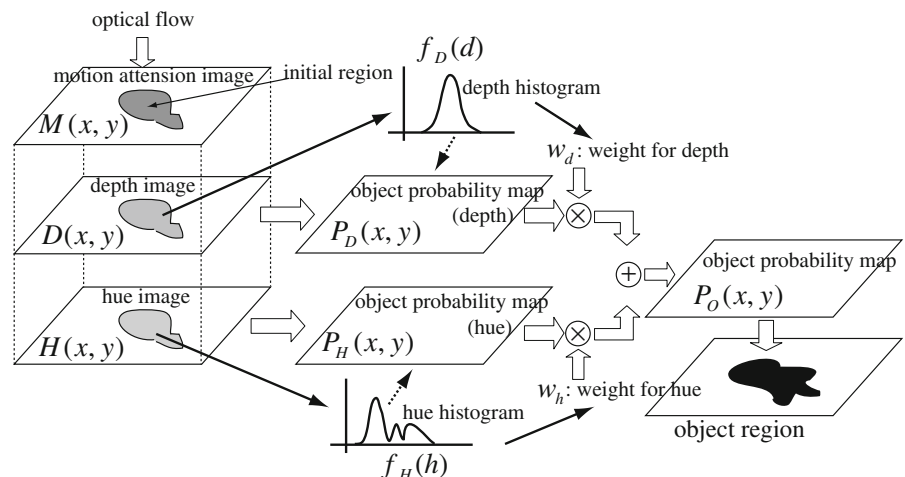 optical flow
motion attension image
initial region
M(x, y)
f_D(d)
depth histogram
w_d: weight for depth
depth image
D(x, y)
object probability map
(depth)
P_D(x, y)
⊗
+
object probability map
P_O(x, y)
hue image
H(x, y)
object probability map
(hue)
P_H(x, y)
⊗
w_h: weight for hue
hue histogram
f_H(h)
object region